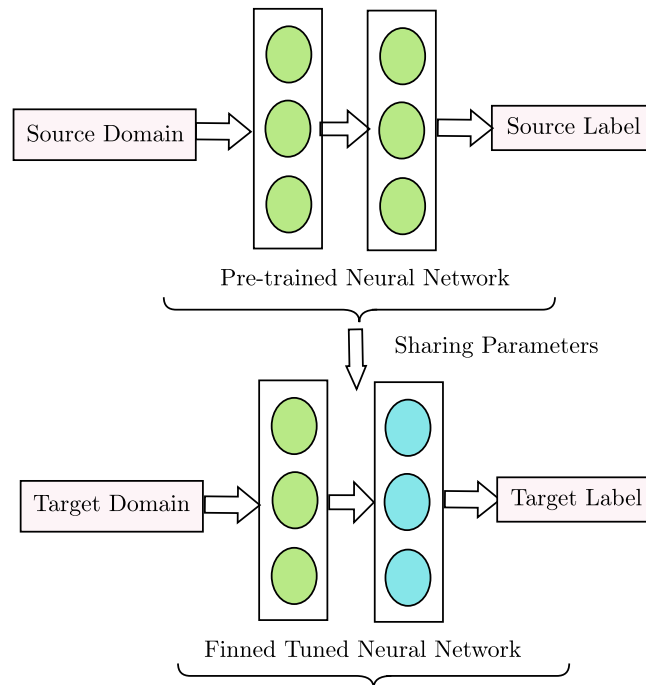 Source Domain
Source Label
Pre-trained Neural Network
Sharing Parameters
Target Domain
Target Label
Finned Tuned Neural Network